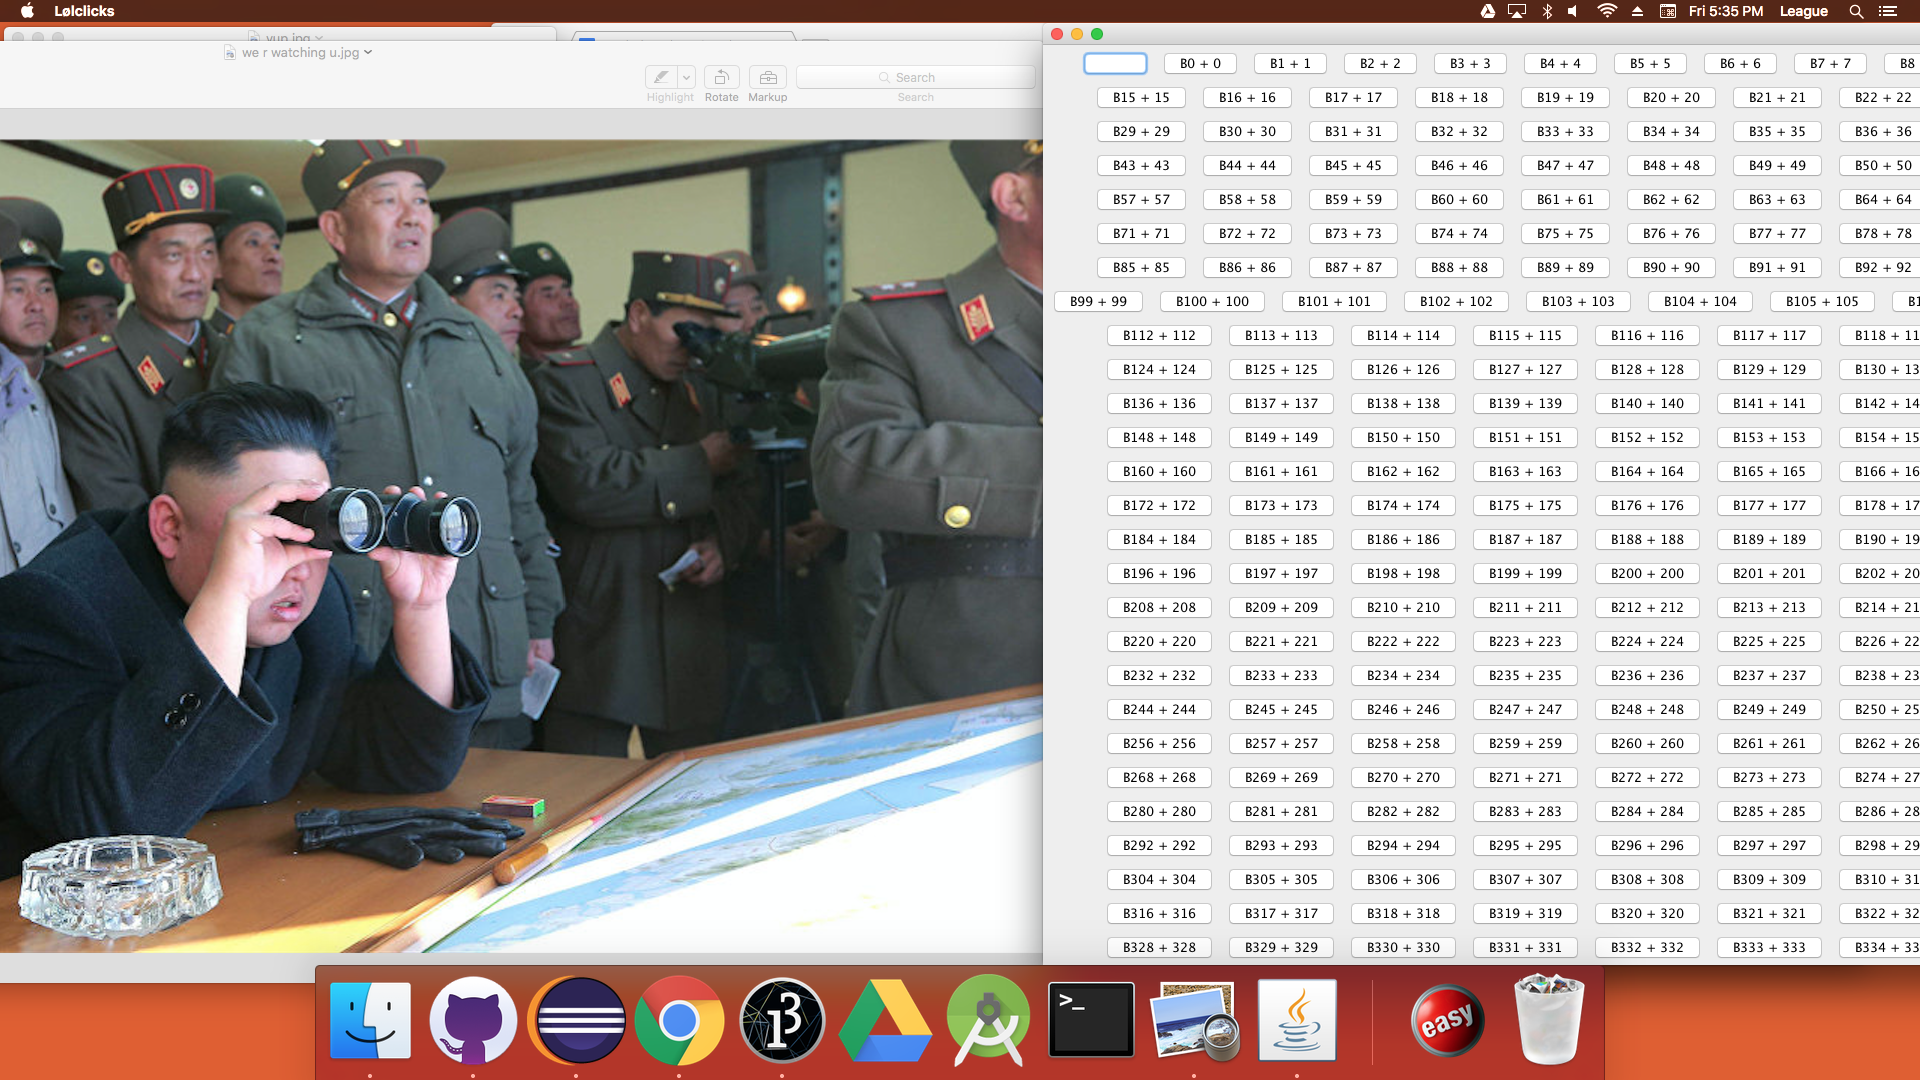 Lølclicks
Fri 5:35 PM League
yup.jpg
we r watching u.jpg
Search
Highlight Rotate Markup Search
B0 + 0 B1 + 1 B2 + 2 B3 + 3 B4 + 4 B5 + 5 B6 + 6 B7 + 7 B8
B15 + 15 B16 + 16 B17 + 17 B18 + 18 B19 + 19 B20 + 20 B21 + 21 B22 + 22
B29 + 29 B30 + 30 B31 + 31 B32 + 32 B33 + 33 B34 + 34 B35 + 35 B36 + 36
B43 + 43 B44 + 44 B45 + 45 B46 + 46 B47 + 47 B48 + 48 B49 + 49 B50 + 50
B57 + 57 B58 + 58 B59 + 59 B60 + 60 B61 + 61 B62 + 62 B63 + 63 B64 + 64
B71 + 71 B72 + 72 B73 + 73 B74 + 74 B75 + 75 B76 + 76 B77 + 77 B78 + 78
B85 + 85 B86 + 86 B87 + 87 B88 + 88 B89 + 89 B90 + 90 B91 + 91 B92 + 92
B99 + 99 B100 + 100 B101 + 101 B102 + 102 B103 + 103 B104 + 104 B105 + 105 B1
B112 + 112 B113 + 113 B114 + 114 B115 + 115 B116 + 116 B117 + 117 B118 + 11
B124 + 124 B125 + 125 B126 + 126 B127 + 127 B128 + 128 B129 + 129 B130 + 13
B136 + 136 B137 + 137 B138 + 138 B139 + 139 B140 + 140 B141 + 141 B142 + 14
B148 + 148 B149 + 149 B150 + 150 B151 + 151 B152 + 152 B153 + 153 B154 + 15
B160 + 160 B161 + 161 B162 + 162 B163 + 163 B164 + 164 B165 + 165 B166 + 16
B172 + 172 B173 + 173 B174 + 174 B175 + 175 B176 + 176 B177 + 177 B178 + 17
B184 + 184 B185 + 185 B186 + 186 B187 + 187 B188 + 188 B189 + 189 B190 + 19
B196 + 196 B197 + 197 B198 + 198 B199 + 199 B200 + 200 B201 + 201 B202 + 20
B208 + 208 B209 + 209 B210 + 210 B211 + 211 B212 + 212 B213 + 213 B214 + 21
B220 + 220 B221 + 221 B222 + 222 B223 + 223 B224 + 224 B225 + 225 B226 + 22
B232 + 232 B233 + 233 B234 + 234 B235 + 235 B236 + 236 B237 + 237 B238 + 23
B244 + 244 B245 + 245 B246 + 246 B247 + 247 B248 + 248 B249 + 249 B250 + 25
B256 + 256 B257 + 257 B258 + 258 B259 + 259 B260 + 260 B261 + 261 B262 + 26
B268 + 268 B269 + 269 B270 + 270 B271 + 271 B272 + 272 B273 + 273 B274 + 27
B280 + 280 B281 + 281 B282 + 282 B283 + 283 B284 + 284 B285 + 285 B286 + 28
B292 + 292 B293 + 293 B294 + 294 B295 + 295 B296 + 296 B297 + 297 B298 + 29
B304 + 304 B305 + 305 B306 + 306 B307 + 307 B308 + 308 B309 + 309 B310 + 31
B316 + 316 B317 + 317 B318 + 318 B319 + 319 B320 + 320 B321 + 321 B322 + 32
B328 + 328 B329 + 329 B330 + 330 B331 + 331 B332 + 332 B333 + 333 B334 + 33
>_
easy